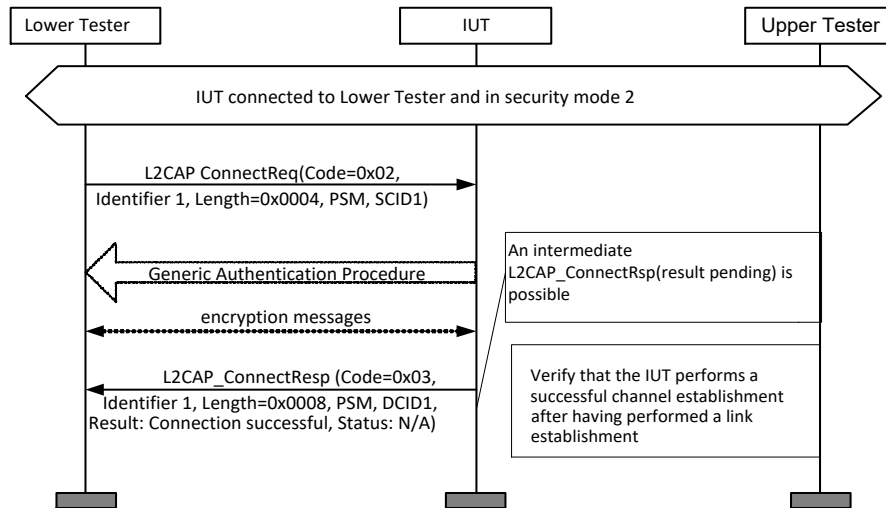 Lower Tester
IUT
Upper Tester
IUT connected to Lower Tester and in security mode 2
L2CAP ConnectReq(Code=0x02,
Identifier 1, Length=0x0004, PSM, SCID1)
An intermediate
L2CAP_ConnectRsp(result pending) is
possible
Generic Authentication Procedure
encryption messages
L2CAP_ConnectResp (Code=0x03,
Identifier 1, Length=0x0008, PSM, DCID1,
Result: Connection successful, Status: N/A)
Verify that the IUT performs a
successful channel establishment
after having performed a link
establishment